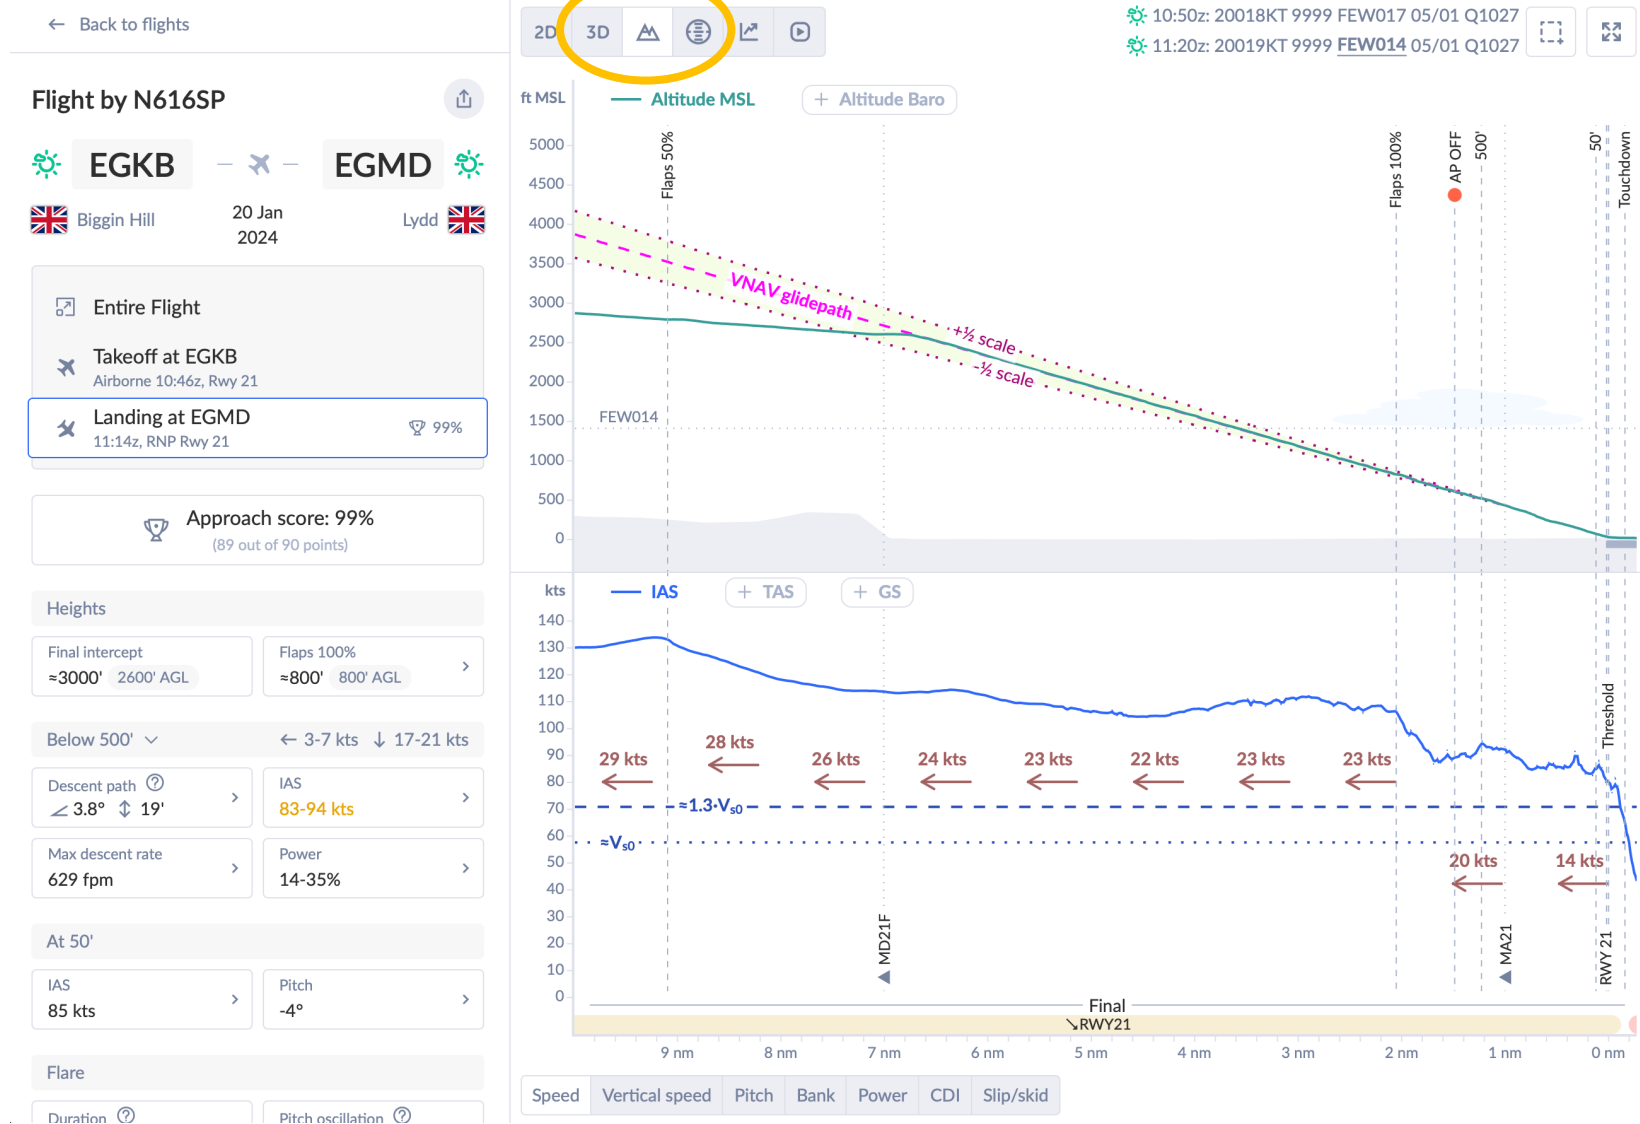 Back to flights
Flight by N616SP
EGKB
EGMD
Biggin Hill
20 Jan
2024
Lydd
Entire Flight
Takeoff at EGKB
Airborne 10:46z, Rwy 21
Landing at EGMD
11:14z, RNP Rwy 21
99%
Approach score: 99%
(89 out of 90 points)
Heights
Final intercept
≈3000' 2600' AGL
Flaps 100%
≈800' 800' AGL
Below 500' ← 3-7 kts ↓ 17-21 kts
Descent path
3.8° ↕ 19'
IAS
83-94 kts
Max descent rate
629 fpm
Power
14-35%
At 50'
IAS
85 kts
Pitch
-4°
Flare
Duration
Pitch oscillation
2D 3D
10:50z: 20018KT 9999 FEW017 05/01 Q1027
11:20z: 20019KT 9999 FEW014 05/01 Q1027
ft MSL
Altitude MSL
+ Altitude Baro
5000
4500
4000
3500
3000
2500
2000
1500
1000
500
0
Flaps 50%
Flaps 100%
AP OFF
500'
50'
Touchdown
VNAV glidepath
+½ scale
-½ scale
FEW014
kts
IAS
+ TAS
+ GS
140
130
120
110
100
90
80
70
60
50
40
30
20
10
0
29 kts
28 kts
26 kts
24 kts
23 kts
22 kts
23 kts
23 kts
20 kts
14 kts
≈1.3·Vs0
≈Vs0
MD21F
MA21
Threshold
RWY 21
Final
↘RWY21
9 nm
8 nm
7 nm
6 nm
5 nm
4 nm
3 nm
2 nm
1 nm
0 nm
Speed
Vertical speed
Pitch
Bank
Power
CDI
Slip/skid